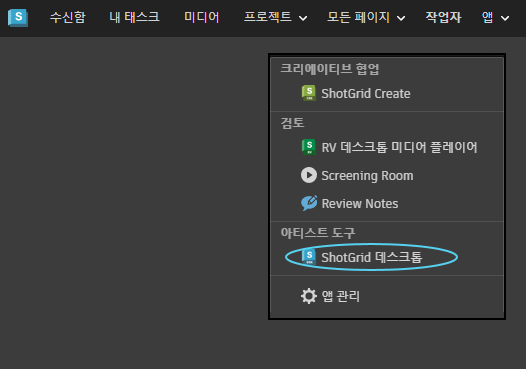 S 수신함 내 태스크 미디어 프로젝트 모든 페이지 작업자 앱
크리에이티브 협업
ShotGrid Create
검토
RV 데스크톱 미디어 플레이어
Screening Room
Review Notes
아티스트 도구
ShotGrid 데스크톱
앱 관리